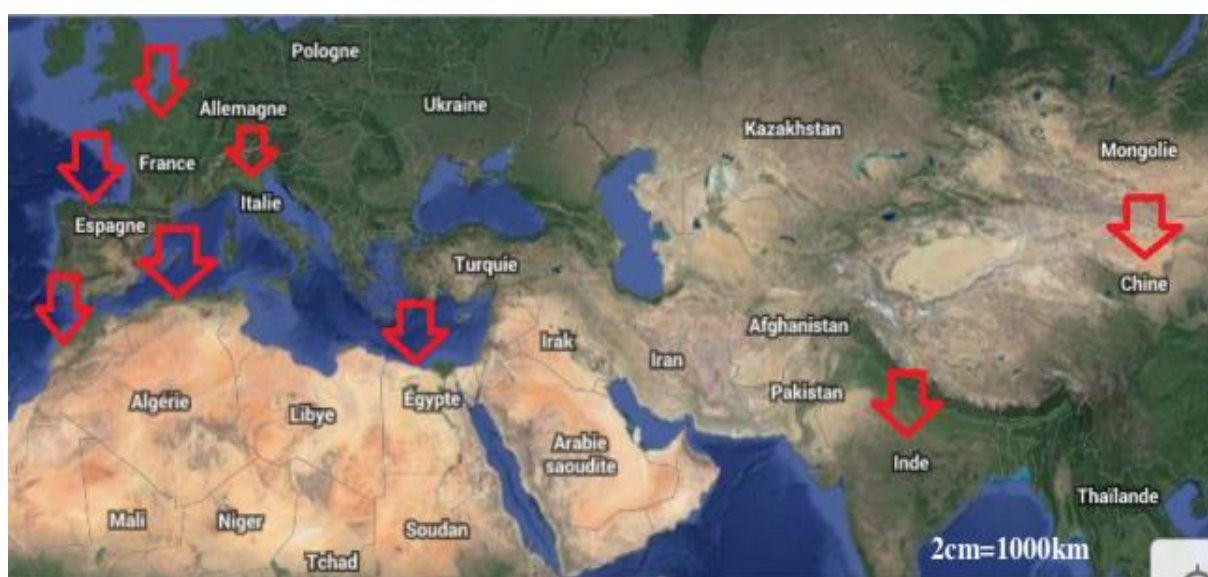 Pologne
Allemagne
Ukraine
Kazakhstan
Mongolie
France
Italie
Espagne
Turquie
Chine
Afghanistan
Irak
Iran
Algérie
Libye
Égypte
Pakistan
Arabie
saoudite
Inde
Thaïlande
Mali
Niger
Soudan
Tchad
2cm=1000km